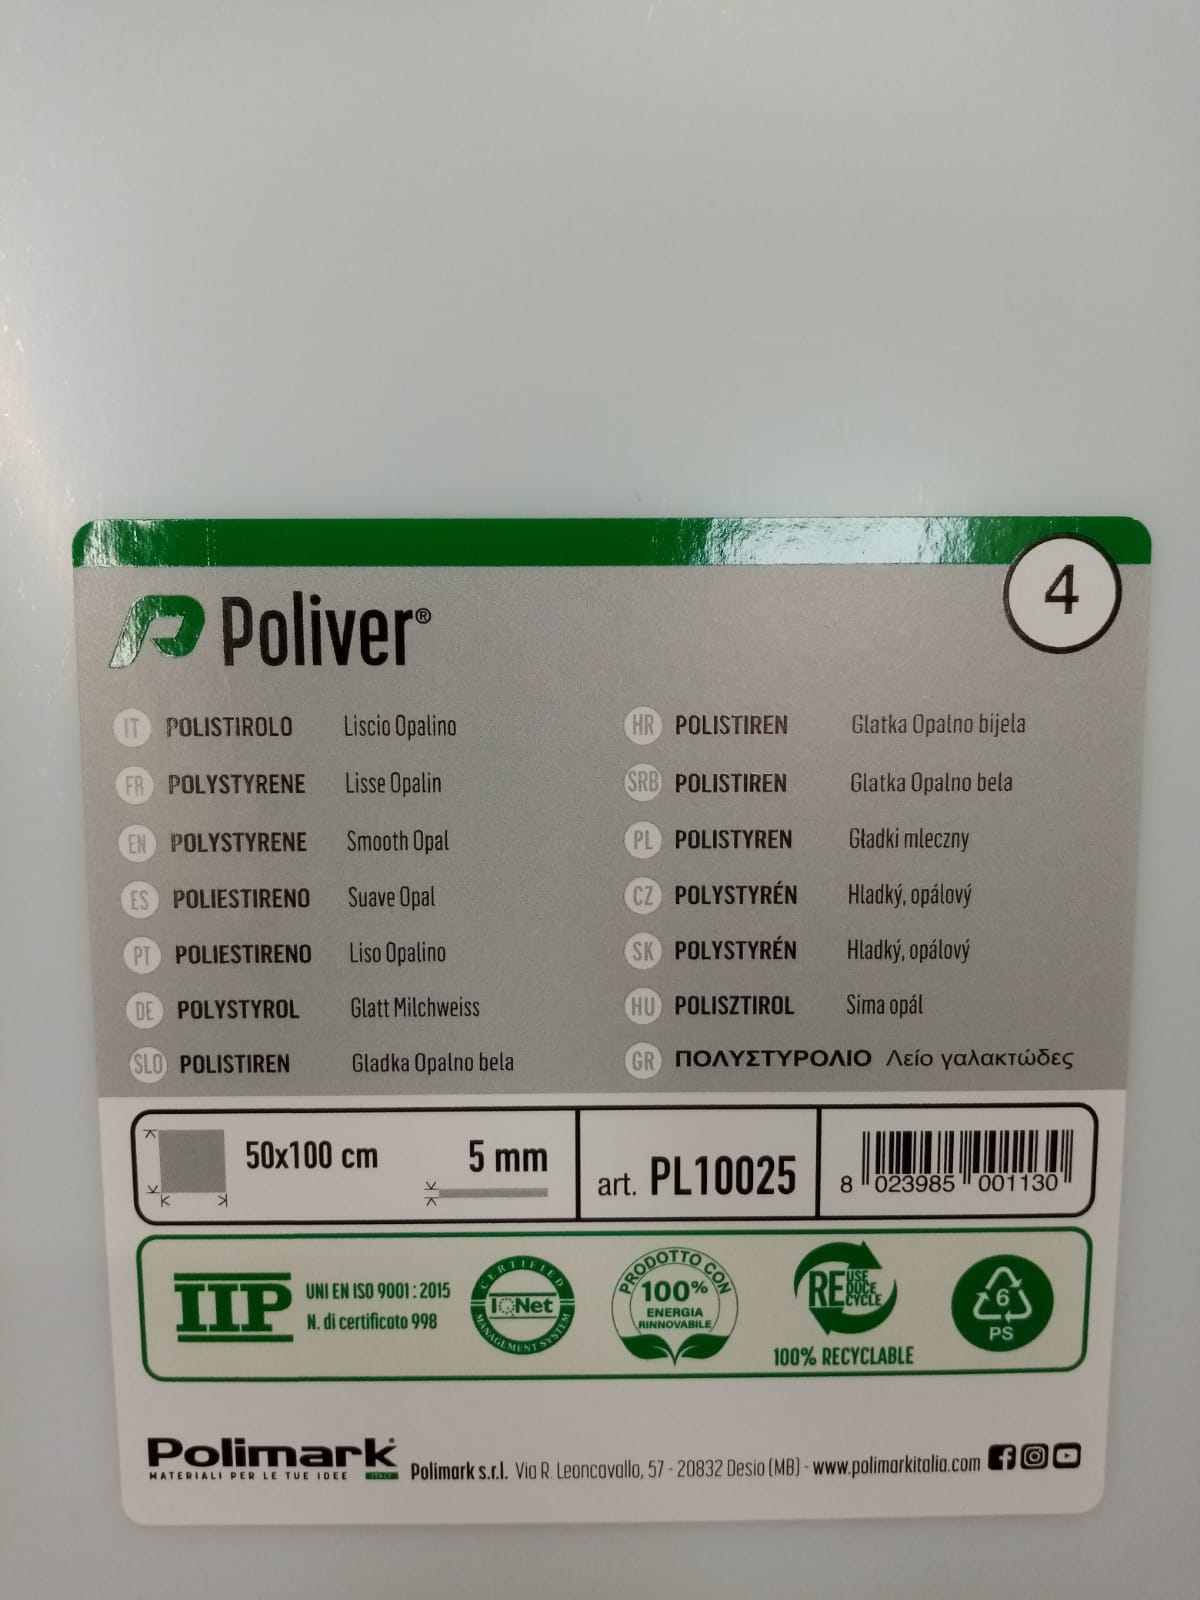 4
Poliver®
IT POLISTIROLO Liscio Opalino
FR POLYSTYRENE Lisse Opalin
EN POLYSTYRENE Smooth Opal
ES POLIESTIRENO Suave Opal
PT POLIESTIRENO Liso Opalino
DE POLYSTYROL Glatt Milchweiss
SLO POLISTIREN Gladka Opalno bela
HR POLISTIREN Glatka Opalno bijela
SRB POLISTIREN Glatka Opalno bela
PL POLISTYREN Gładki mleczny
CZ POLYSTYRÉN Hladký, opálový
SK POLYSTYRÉN Hladký, opálový
HU POLISZTIROL Sima opál
GR ΠΟΛΥΣΤΥΡΟΛΙΟ Λείο γαλακτώδες
50x100 cm
5 mm
art. PL10025
8 023985 001130
IIP
UNI EN ISO 9001 : 2015
N. di certificato 998
CERTIFIED
IQNet
MANAGEMENT SYSTEM
PRODOTTO CON
100%
ENERGIA
RINNOVABILE
REUSE
REDUCE
RECYCLE
100% RECYCLABLE
6
PS
Polimark
MATERIALI PER LE TUE IDEE ITALY
Polimark s.r.l. Via R. Leoncavallo, 57 - 20832 Desio (MB) - www.polimarkitalia.com